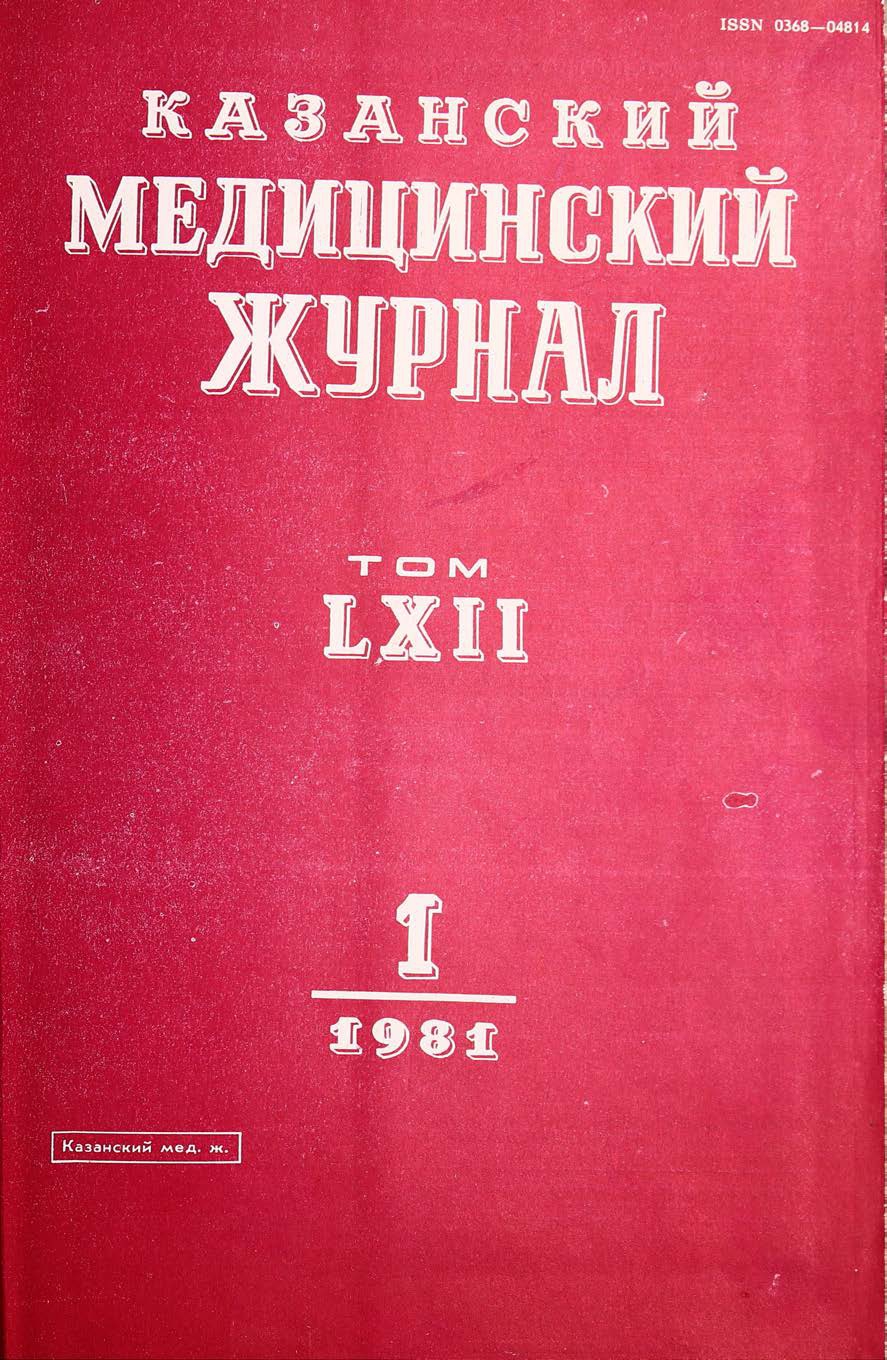 ISSN 0368—04814
КАЗАНСКИЙ
МЕДИЦИНСКИЙ
ЖУРНАЛ
ТОМ
LXII
1
1981
Казанский мед. ж.